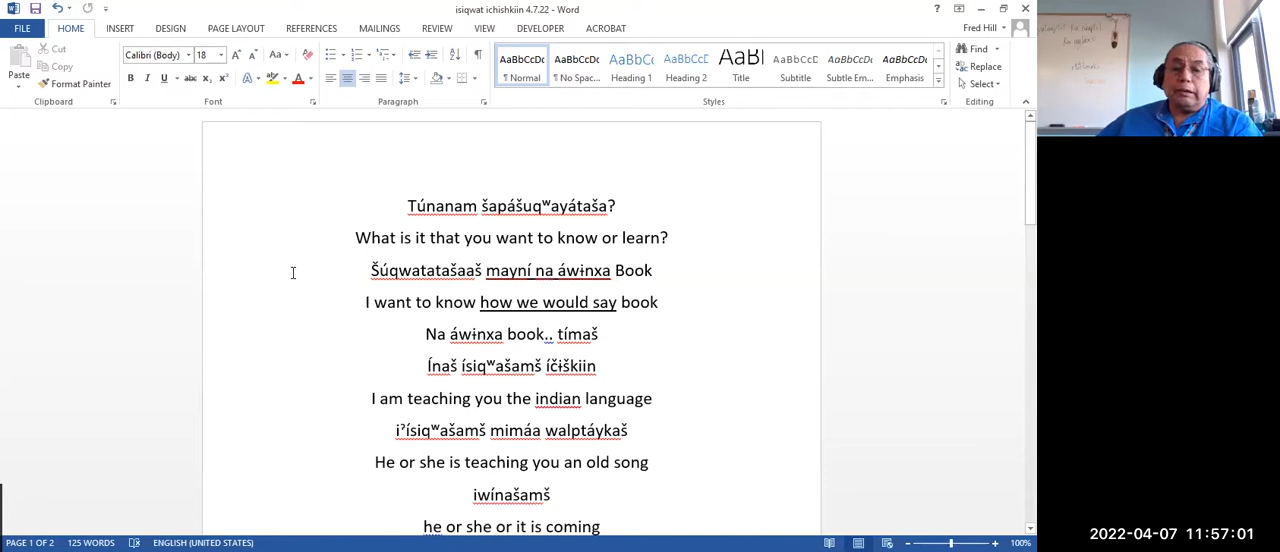 isiqwat ichishkiin 4.7.22 - Word
FILE HOME INSERT DESIGN PAGE LAYOUT REFERENCES MAILINGS REVIEW VIEW DEVELOPER ACROBAT Fred Hill
Cut
Copy
Format Painter
Paste
Calibri (Body) 18
AaBbCcDc AaBbCcDc AaBbC AaBbCc AaBl AaBbCcD AaBbCcDc AaBbCcDc
¶ Normal ¶ No Spac... Heading 1 Heading 2 Title Subtitle Subtle Em... Emphasis
Find
Replace
Select
Clipboard Font Paragraph Styles Editing
Túnanam šapášuqʷayátaša?
What is it that you want to know or learn?
Šúqwatatašaaš mayní na áwɨnxa Book
I want to know how we would say book
Na áwɨnxa book.. tímaš
Ínaš ísiqʷašamš íčɨškiin
I am teaching you the indian language
iˀísiqʷašamš mimáa walptáykaš
He or she is teaching you an old song
iwínašamš
he or she or it is coming
PAGE 1 OF 2 125 WORDS ENGLISH (UNITED STATES) 100%
2022-04-07 11:57:01